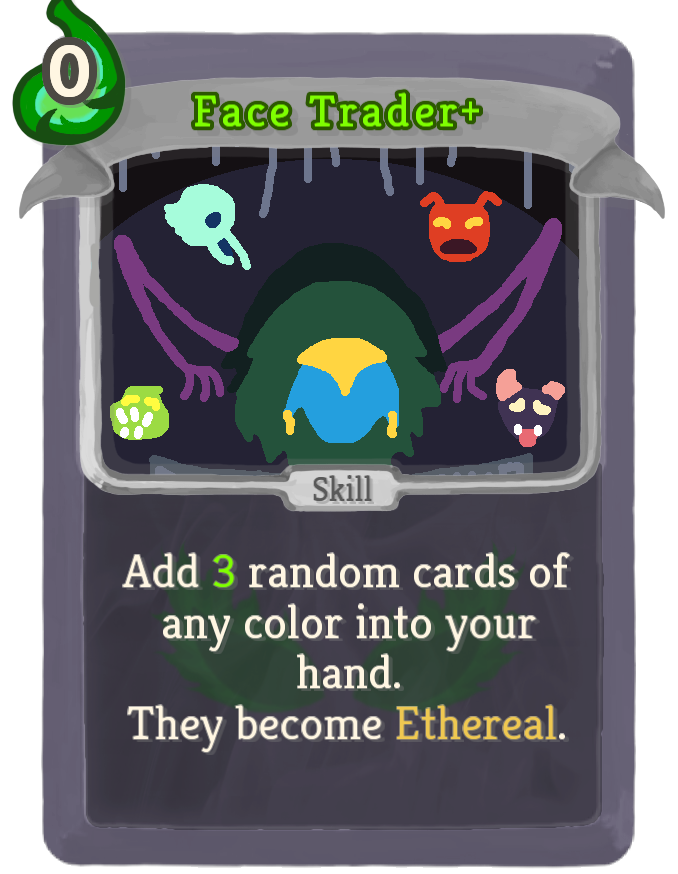 0
Face Trader+
Skill
Add 3 random cards of
any color into your
hand.
They become Ethereal.